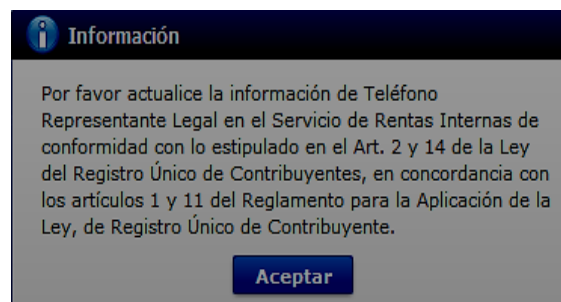 Información
Por favor actualice la información de Teléfono
Representante Legal en el Servicio de Rentas Internas de
conformidad con lo estipulado en el Art. 2 y 14 de la Ley
del Registro Único de Contribuyentes, en concordancia con
los artículos 1 y 11 del Reglamento para la Aplicación de la
Ley, de Registro Único de Contribuyente.
Aceptar